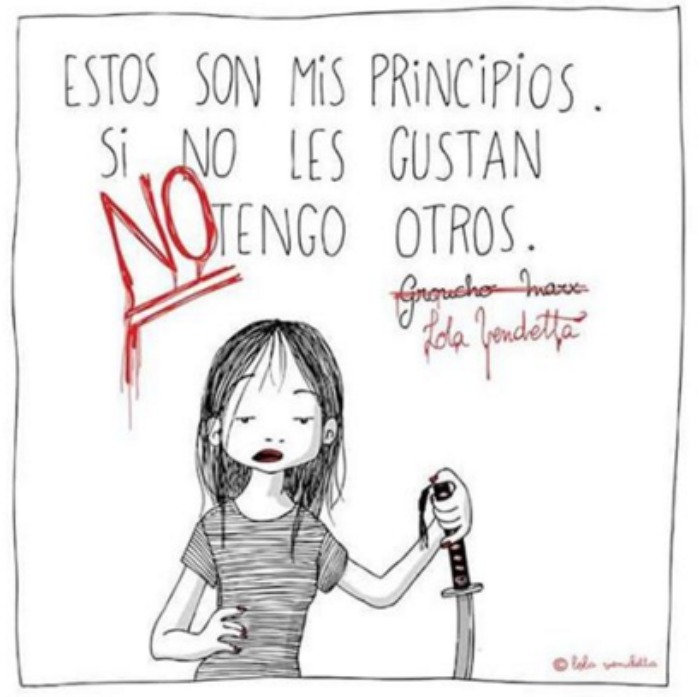 ESTOS SON MiS PRiNCiPiOS.
Si NO LES GUSTAN
NO TENGO OTROS.
Groucho Marx
Lola Vendetta
© lola vendetta